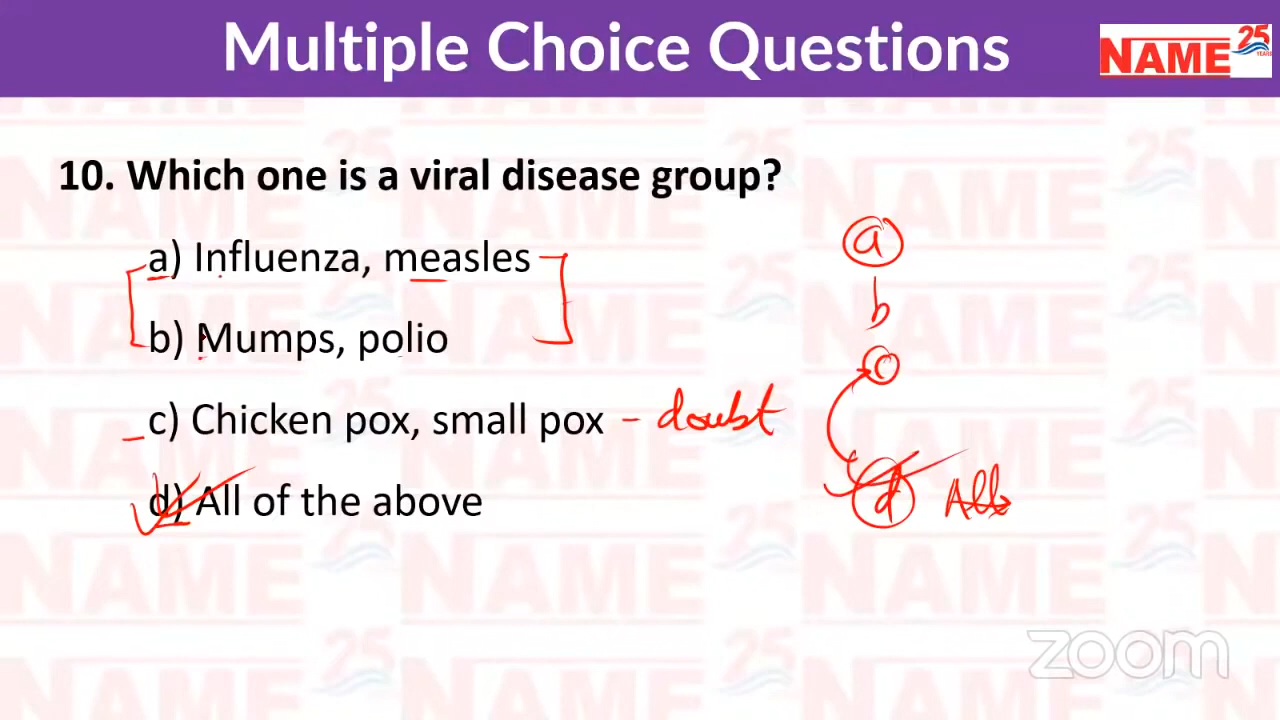 Multiple Choice Questions
NAME 25 YEARS
10. Which one is a viral disease group?
a) Influenza, measles
b) Mumps, polio
c) Chicken pox, small pox - doubt
d) All of the above
a
b
c
d All
zoom